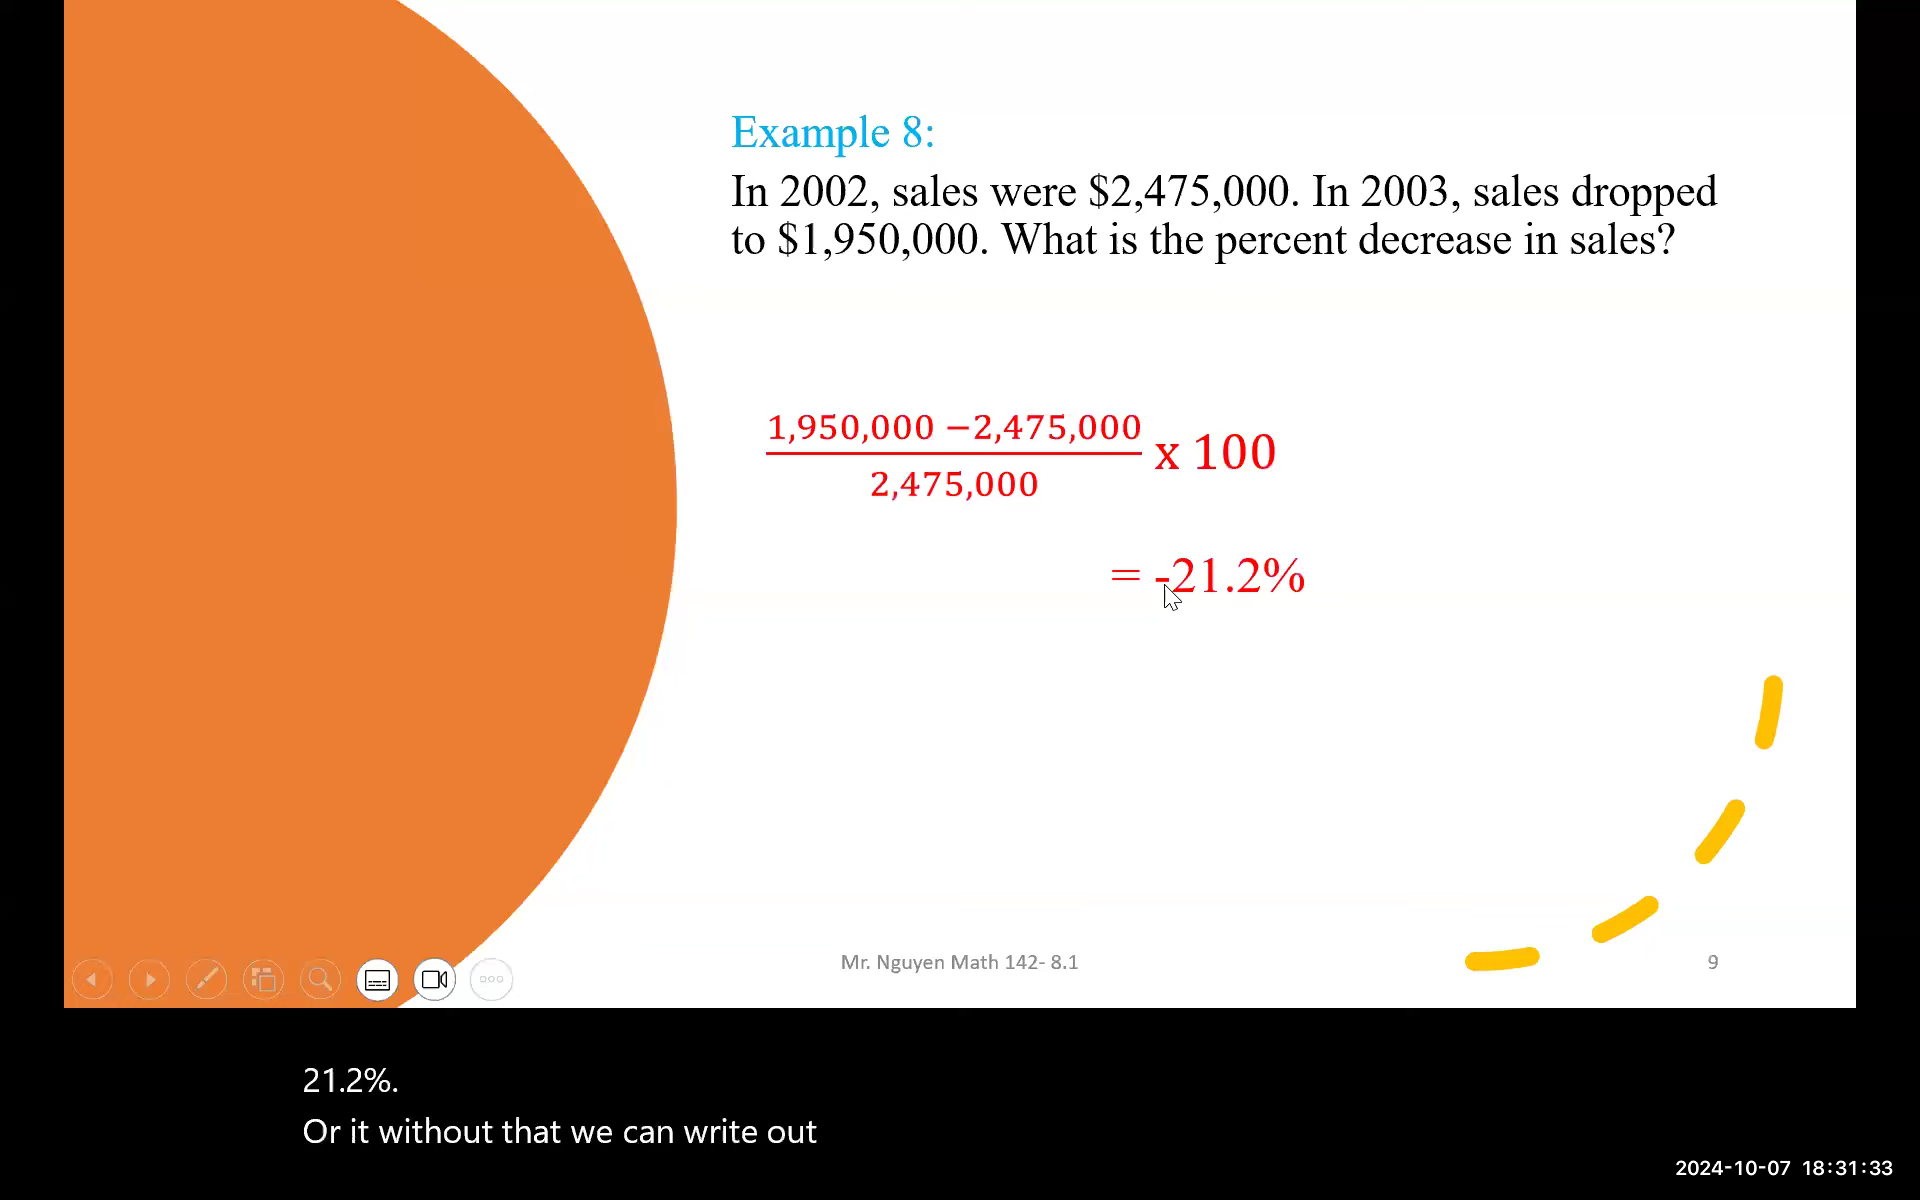 Example 8:
In 2002, sales were $2,475,000. In 2003, sales dropped
to $1,950,000. What is the percent decrease in sales?
1,950,000 −2,475,000
x 100
2,475,000
= -21.2%
Mr. Nguyen Math 142- 8.1
9
21.2%.
Or it without that we can write out
2024-10-07 18:31:33